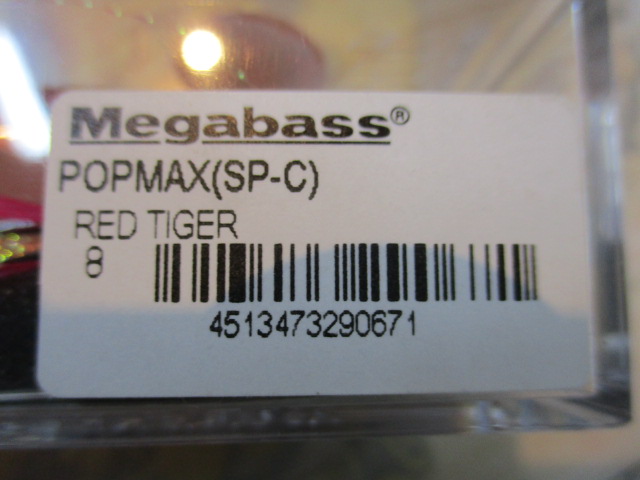 Megabass®
POPMAX(SP-C)
RED TIGER
8
4513473290671